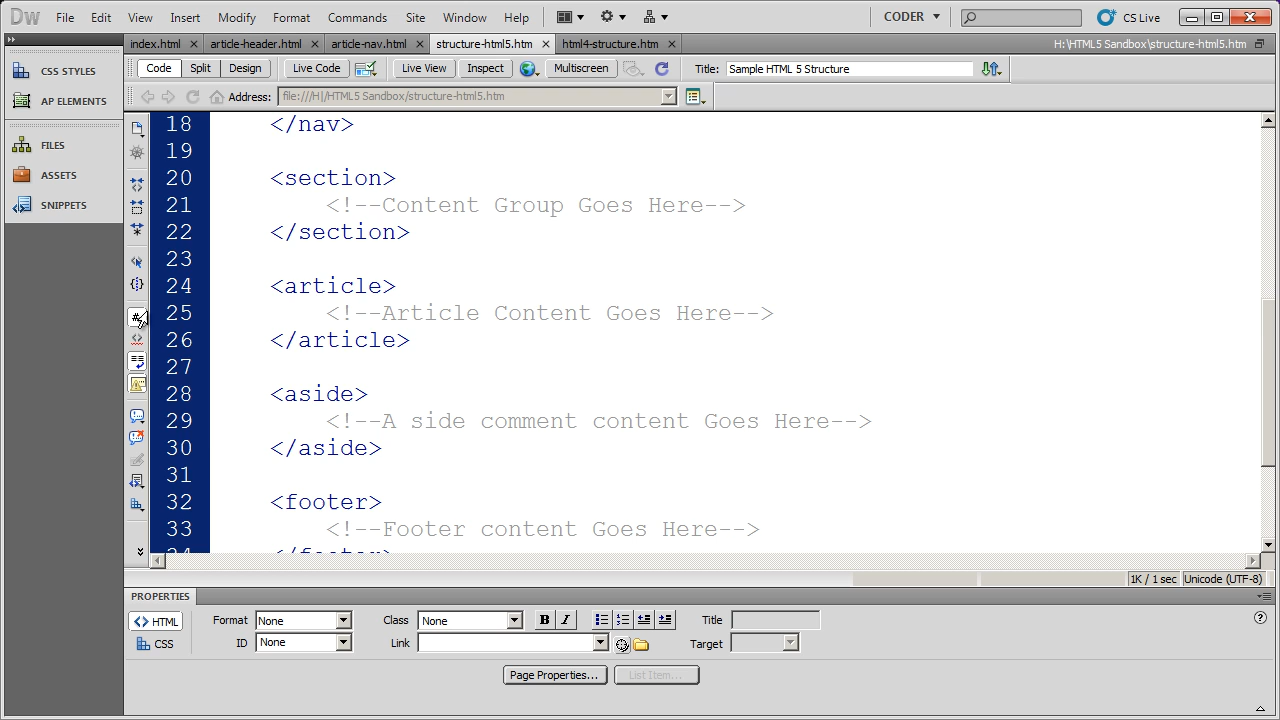 Dw File Edit View Insert Modify Format Commands Site Window Help CODER CS Live
index.html article-header.html article-nav.html structure-html5.htm html4-structure.htm H:\HTML5 Sandbox\structure-html5.htm
Code Split Design Live Code Live View Inspect Multiscreen Title: Sample HTML 5 Structure
Address: file:///H|/HTML5 Sandbox/structure-html5.htm
CSS STYLES
AP ELEMENTS
FILES
ASSETS
SNIPPETS
18 </nav>
19
20 <section>
21 <!--Content Group Goes Here-->
22 </section>
23
24 <article>
25 <!--Article Content Goes Here-->
26 </article>
27
28 <aside>
29 <!--A side comment content Goes Here-->
30 </aside>
31
32 <footer>
33 <!--Footer content Goes Here-->
34 </footer>
1K / 1 sec Unicode (UTF-8)
PROPERTIES
<> HTML Format None Class None B I Title
CSS ID None Link Target
Page Properties... List Item...